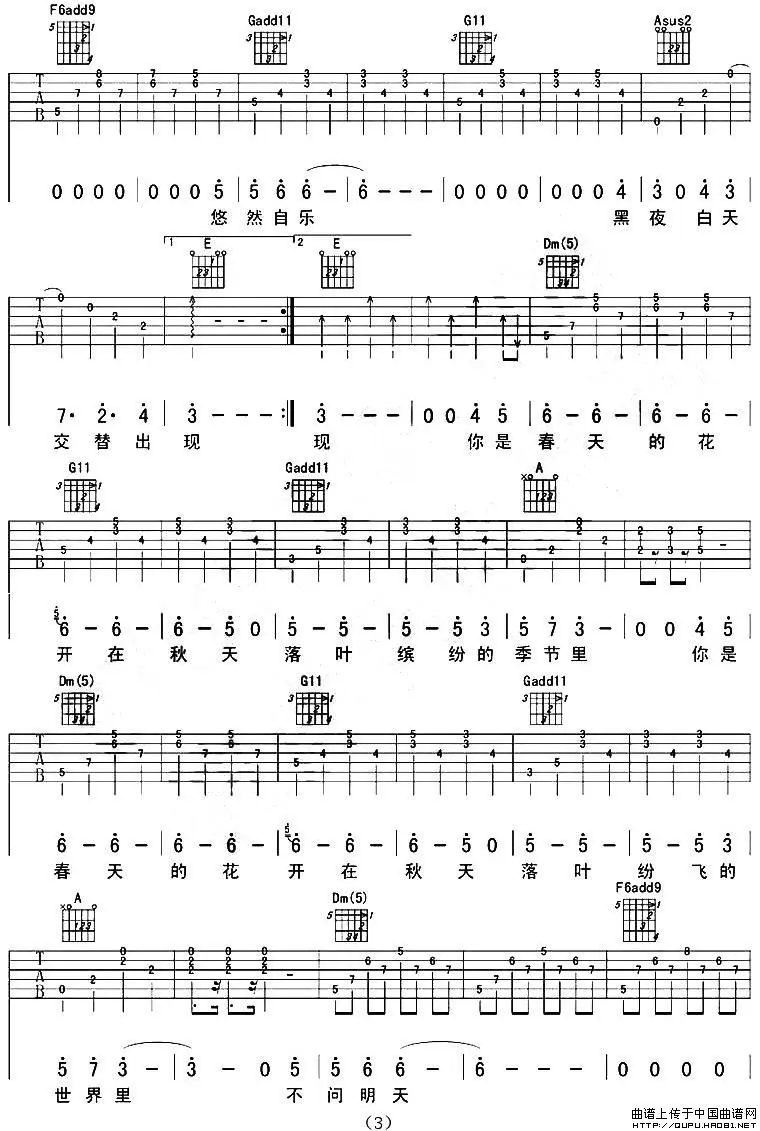 F6add9 Gadd11 G11 Asus2
0 0 0 0 | 0 0 0 5 | 5 6 6 - | 6 - - - | 0 0 0 0 | 0 0 0 4 | 3 0 4 3
悠 然 自 乐 黑 夜 白 天
1 E 2 E Dm(5)
7· 2· 4 | 3 - - - :| 3 - - - | 0 0 4 5 | 6 - 6 - | 6 - 6 -
交 替 出 现 现 你 是 春 天 的 花
G11 Gadd11 A
5 6 - 6 - | 6 - 5 0 | 5 - 5 - | 5 - 5 3 | 5 7 3 - | 0 0 4 5
开 在 秋 天 落 叶 缤 纷 的 季 节 里 你 是
Dm(5) G11 Gadd11
6 - 6 - | 6 - 6 - | 5 6 - 6 - | 6 - 5 0 | 5 - 5 - | 5 - 5 3
春 天 的 花 开 在 秋 天 落 叶 纷 飞 的
A Dm(5) F6add9
5 7 3 - | 3 - 0 5 | 5 6 6 - | 6 - - - | 0 0 0 0
世 界 里 不 问 明 天
(3)
曲谱上传于中国曲谱网
HTTP://QUPU.HAO81.NET